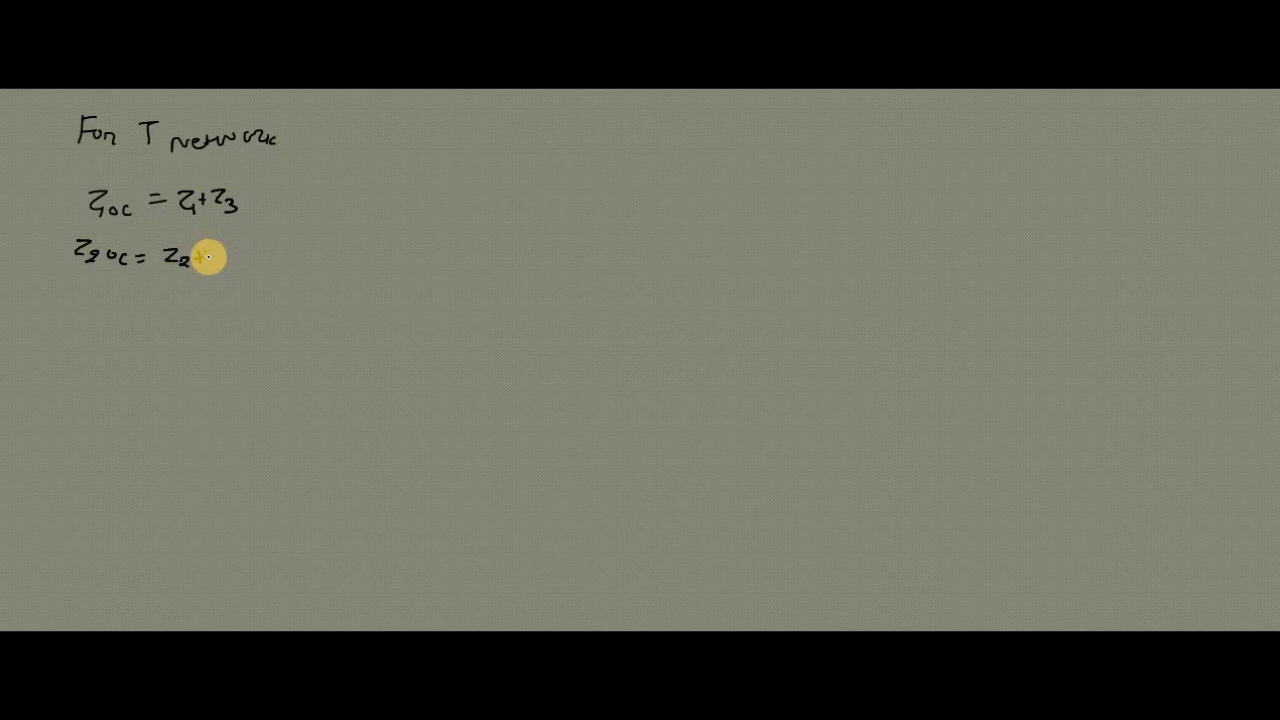 For T network
Z1oc = Z1+Z3
Z2oc = Z2+